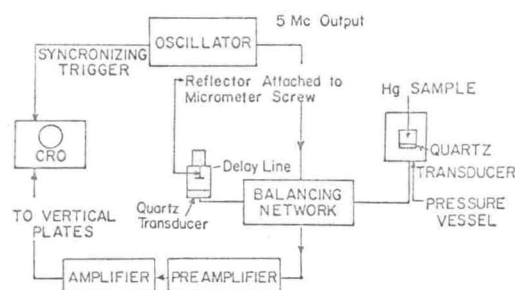 5 Mc Output
OSCILLATOR
SYNCRONIZING
TRIGGER
Reflector Attached to
Micrometer Screw
Hg SAMPLE
CRO
Delay Line
QUARTZ
TRANSDUCER
Quartz
Transducer
BALANCING
NETWORK
PRESSURE
VESSEL
TO VERTICAL
PLATES
AMPLIFIER
PREAMPLIFIER